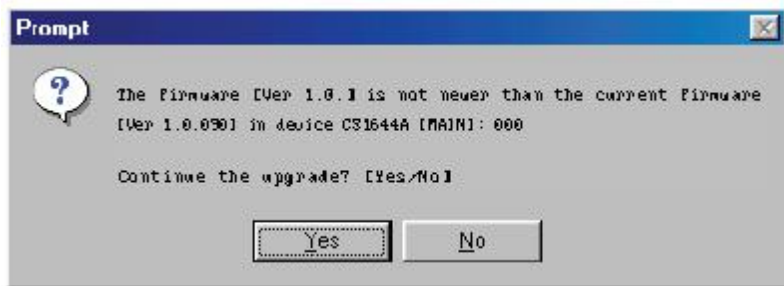 Prompt
The Firmware [Ver 1.0.] is not newer than the current Firmware
[Ver 1.0.090] in device CS1644A [MAIN]: 000
Continue the upgrade? [Yes/No]
Yes No